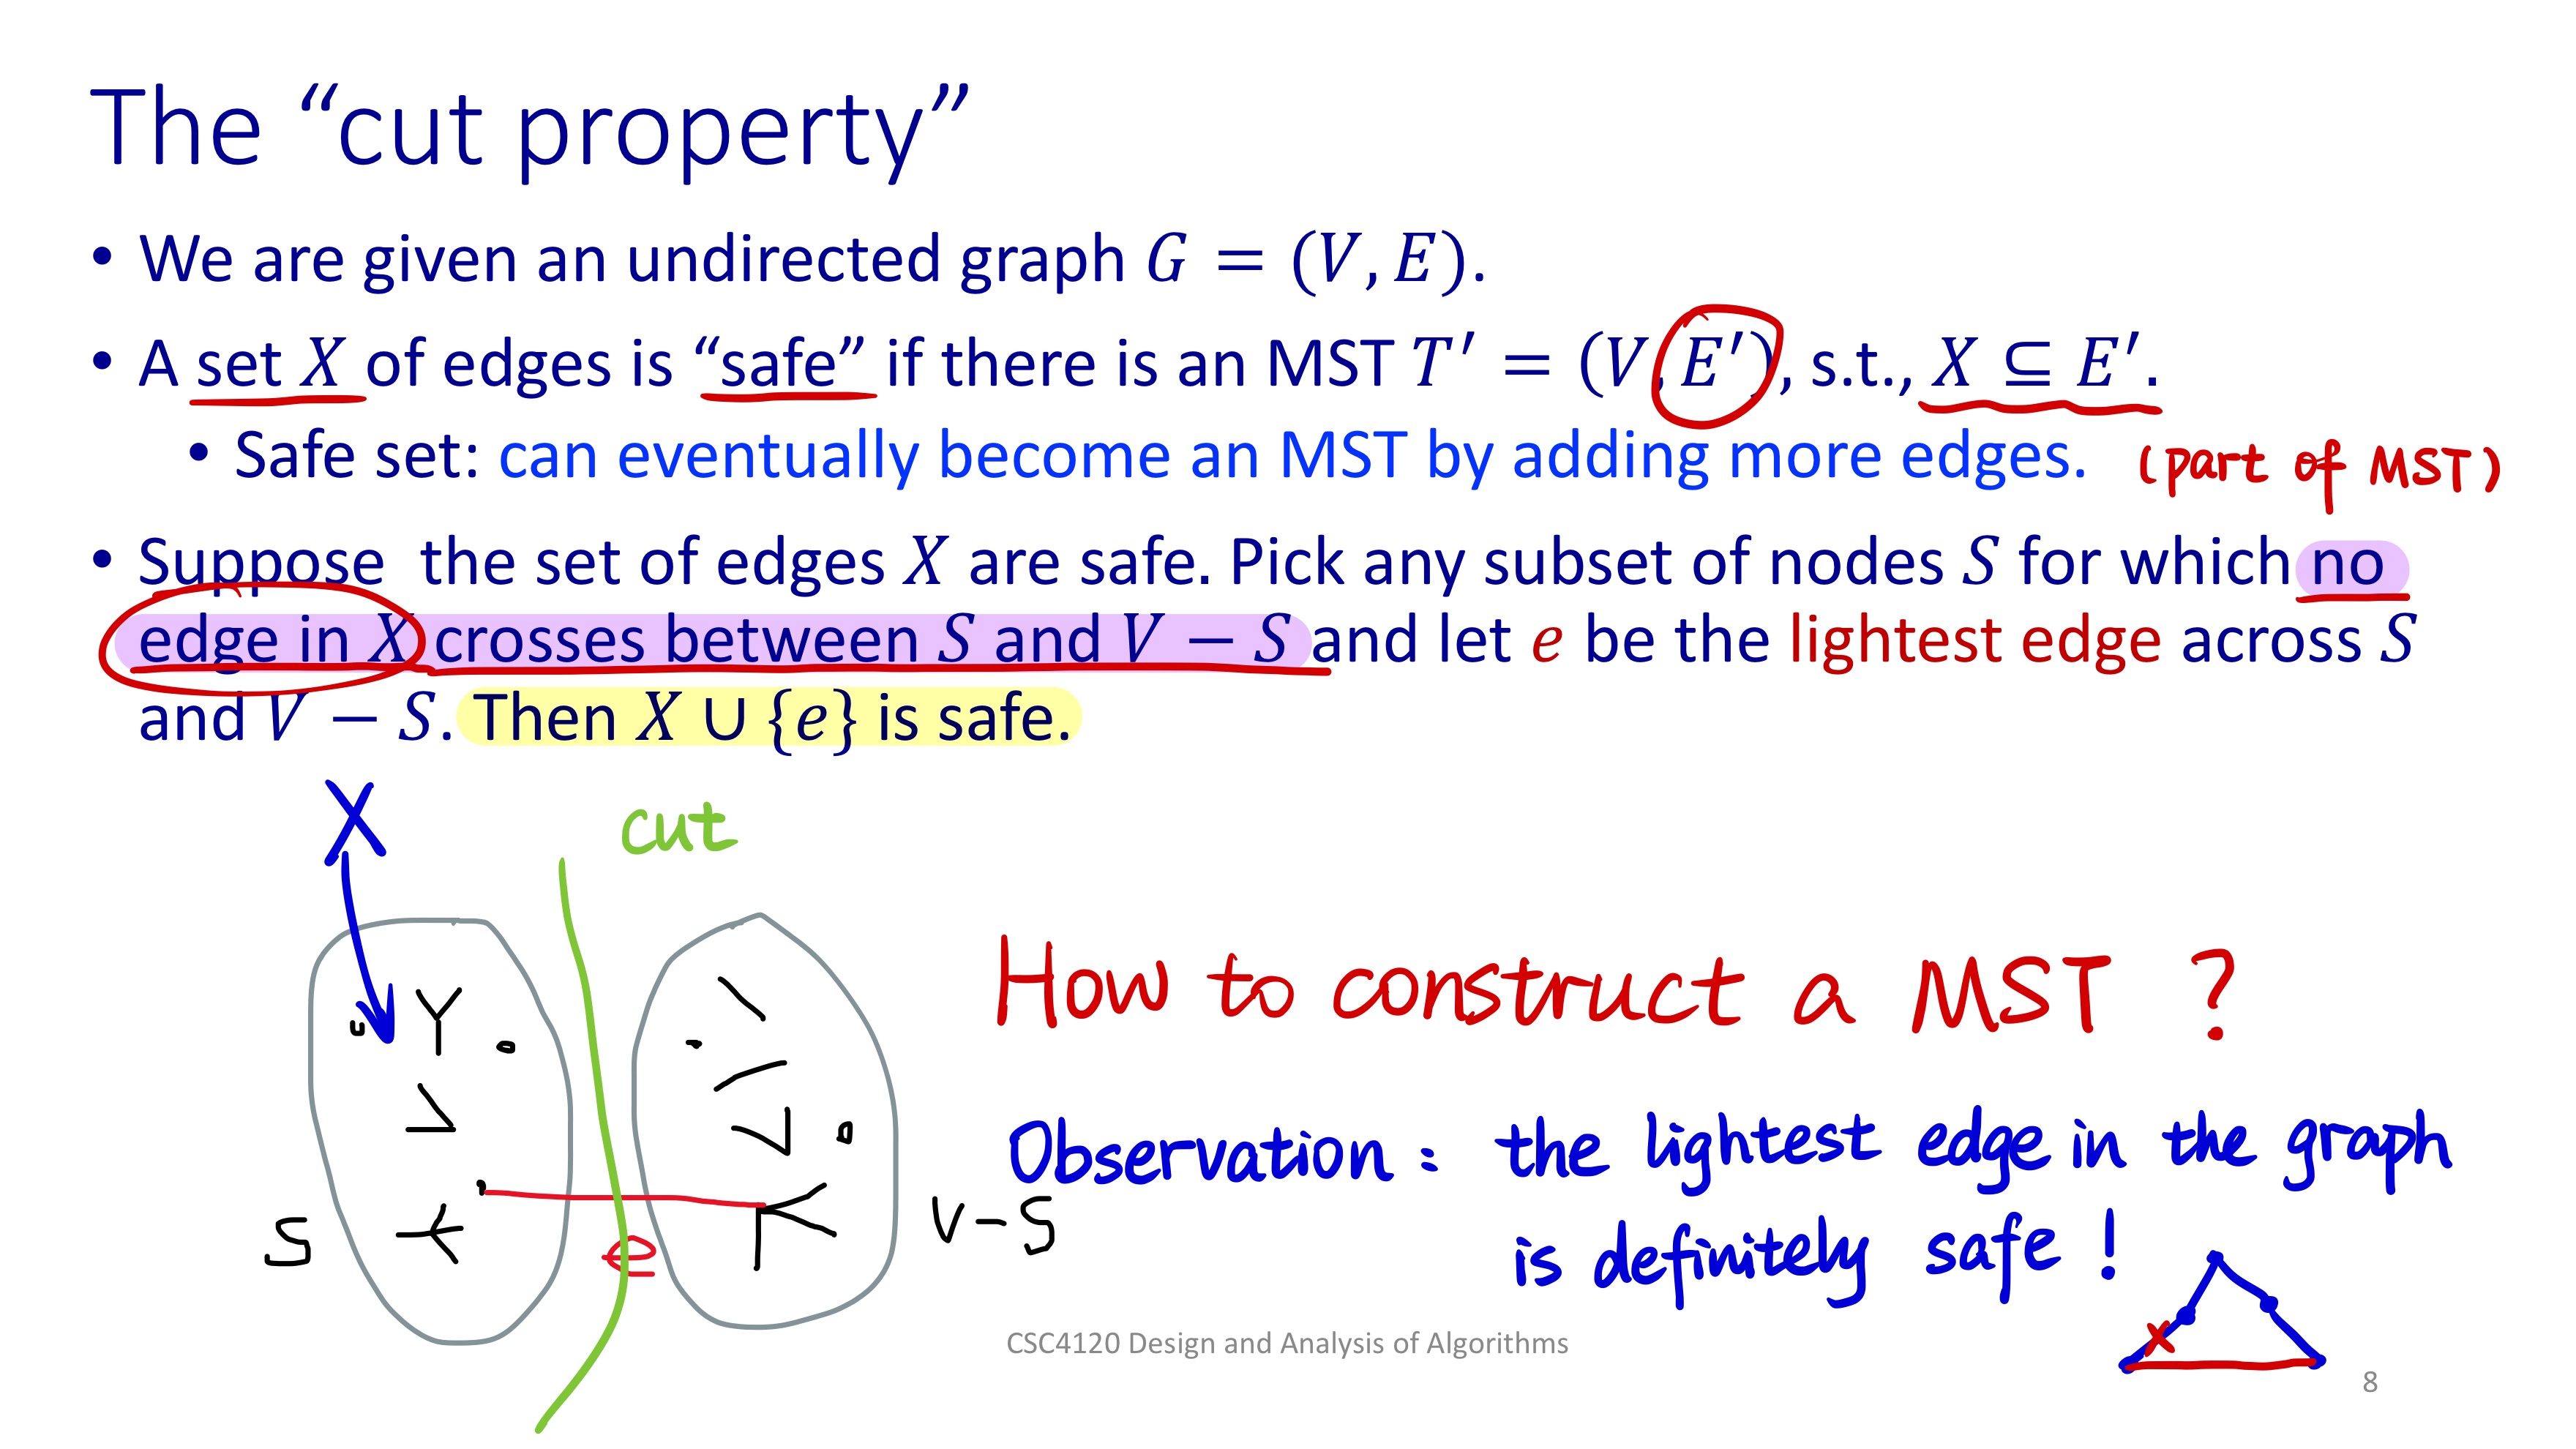 The “cut property”
• We are given an undirected graph G = (V, E).
• A set X of edges is “safe” if there is an MST T′ = (V, E′), s.t., X ⊆ E′.
• Safe set: can eventually become an MST by adding more edges. (part of MST)
• Suppose the set of edges X are safe. Pick any subset of nodes S for which no
edge in X crosses between S and V − S and let e be the lightest edge across S
and V − S. Then X ∪ {e} is safe.
X
cut
S
e
V-S
How to construct a MST ?
Observation : the lightest edge in the graph
is definitely safe !
CSC4120 Design and Analysis of Algorithms
8